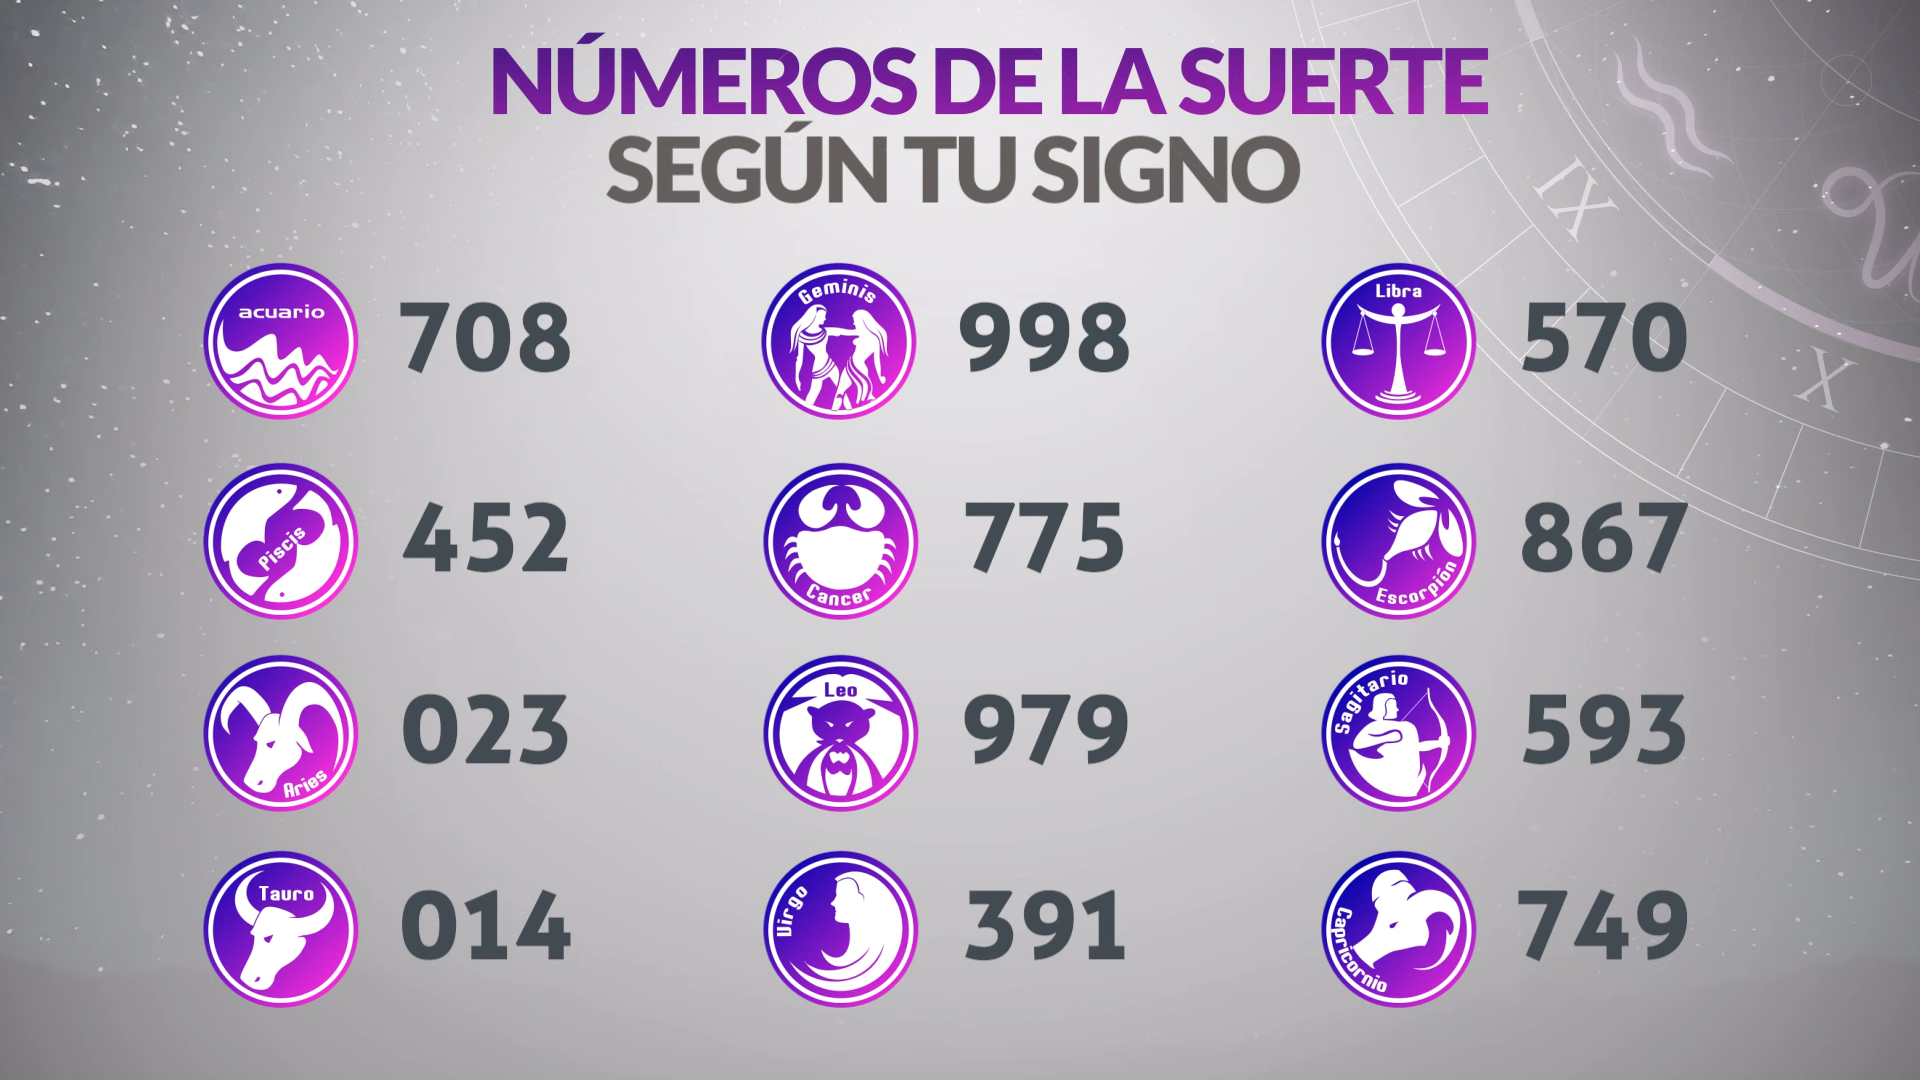 NÚMEROS DE LA SUERTE
SEGÚN TU SIGNO
IX
X
acuario 708
Geminis 998
Libra 570
Piscis 452
Cancer 775
Escorpión 867
Aries 023
Leo 979
Sagitario 593
Tauro 014
Virgo 391
Capricornio 749